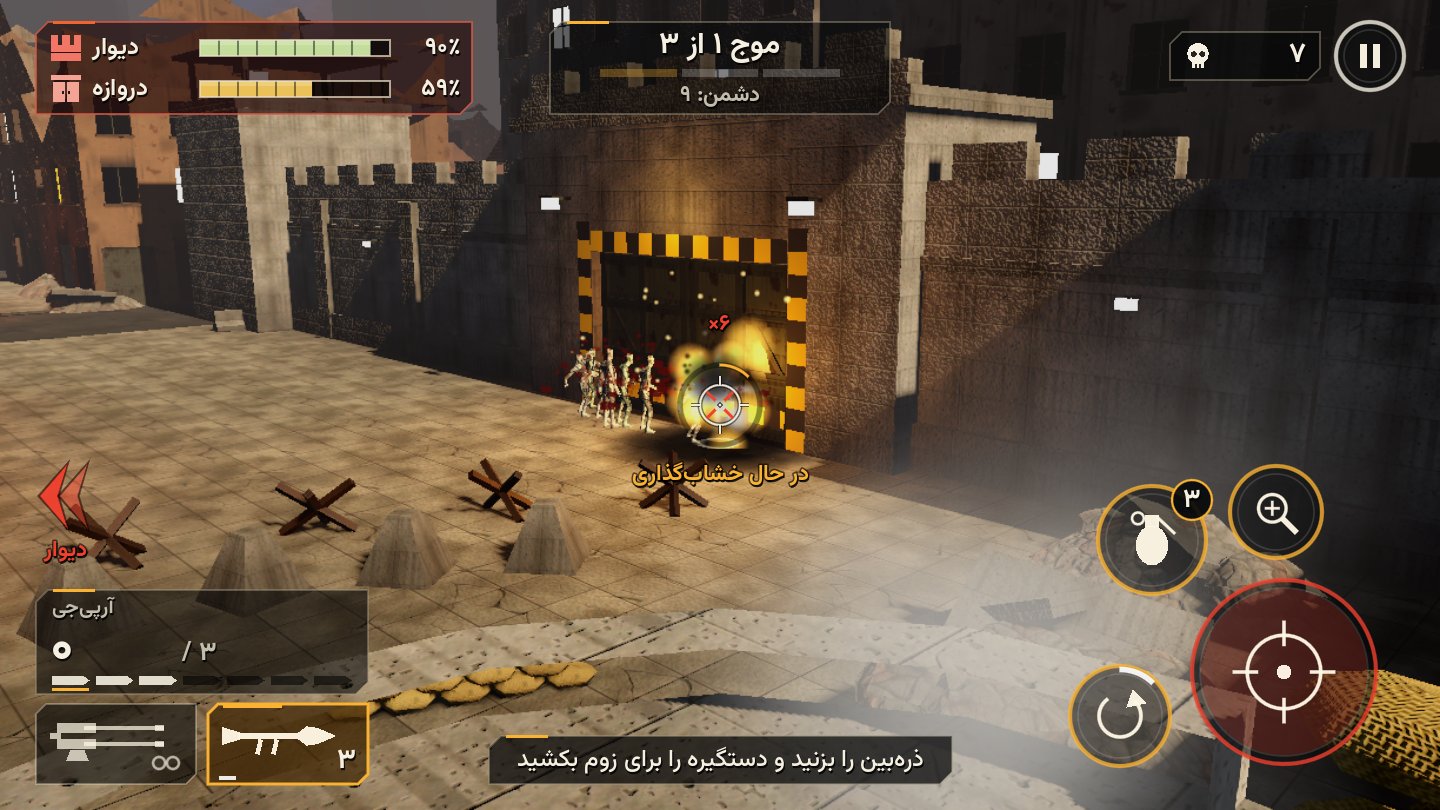 دیوار ۹۰٪
دروازه ۵۹٪
موج ۱ از ۳
دشمن: ۹
۷
×۶
در حال خشاب‌گذاری
دیوار
۳
آرپی‌جی
۰ / ۳
∞
۳
ذره‌بین را بزنید و دستگیره را برای زوم بکشید